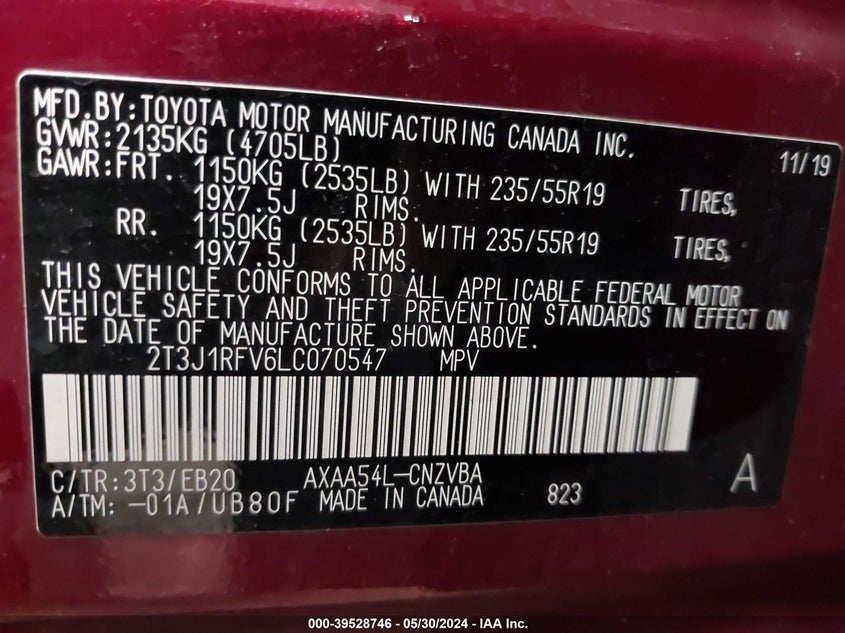 MFD.BY:TOYOTA MOTOR MANUFACTURING CANADA INC.
GVWR:2135KG (4705LB) 11/19
GAWR:FRT. 1150KG (2535LB) WITH 235/55R19 TIRES,
19X7.5J RIMS.
RR. 1150KG (2535LB) WITH 235/55R19 TIRES,
19X7.5J RIMS.
THIS VEHICLE CONFORMS TO ALL APPLICABLE FEDERAL MOTOR
VEHICLE SAFETY AND THEFT PREVENTION STANDARDS IN EFFECT ON
THE DATE OF MANUFACTURE SHOWN ABOVE.
2T3J1RFV6LC070547 MPV
C/TR:3T3/EB20 AXAA54L-CNZVBA A
A/TM: -01A/UB80F MADE IN CANADA 823
000-39528746 - 05/30/2024 - IAA Inc.